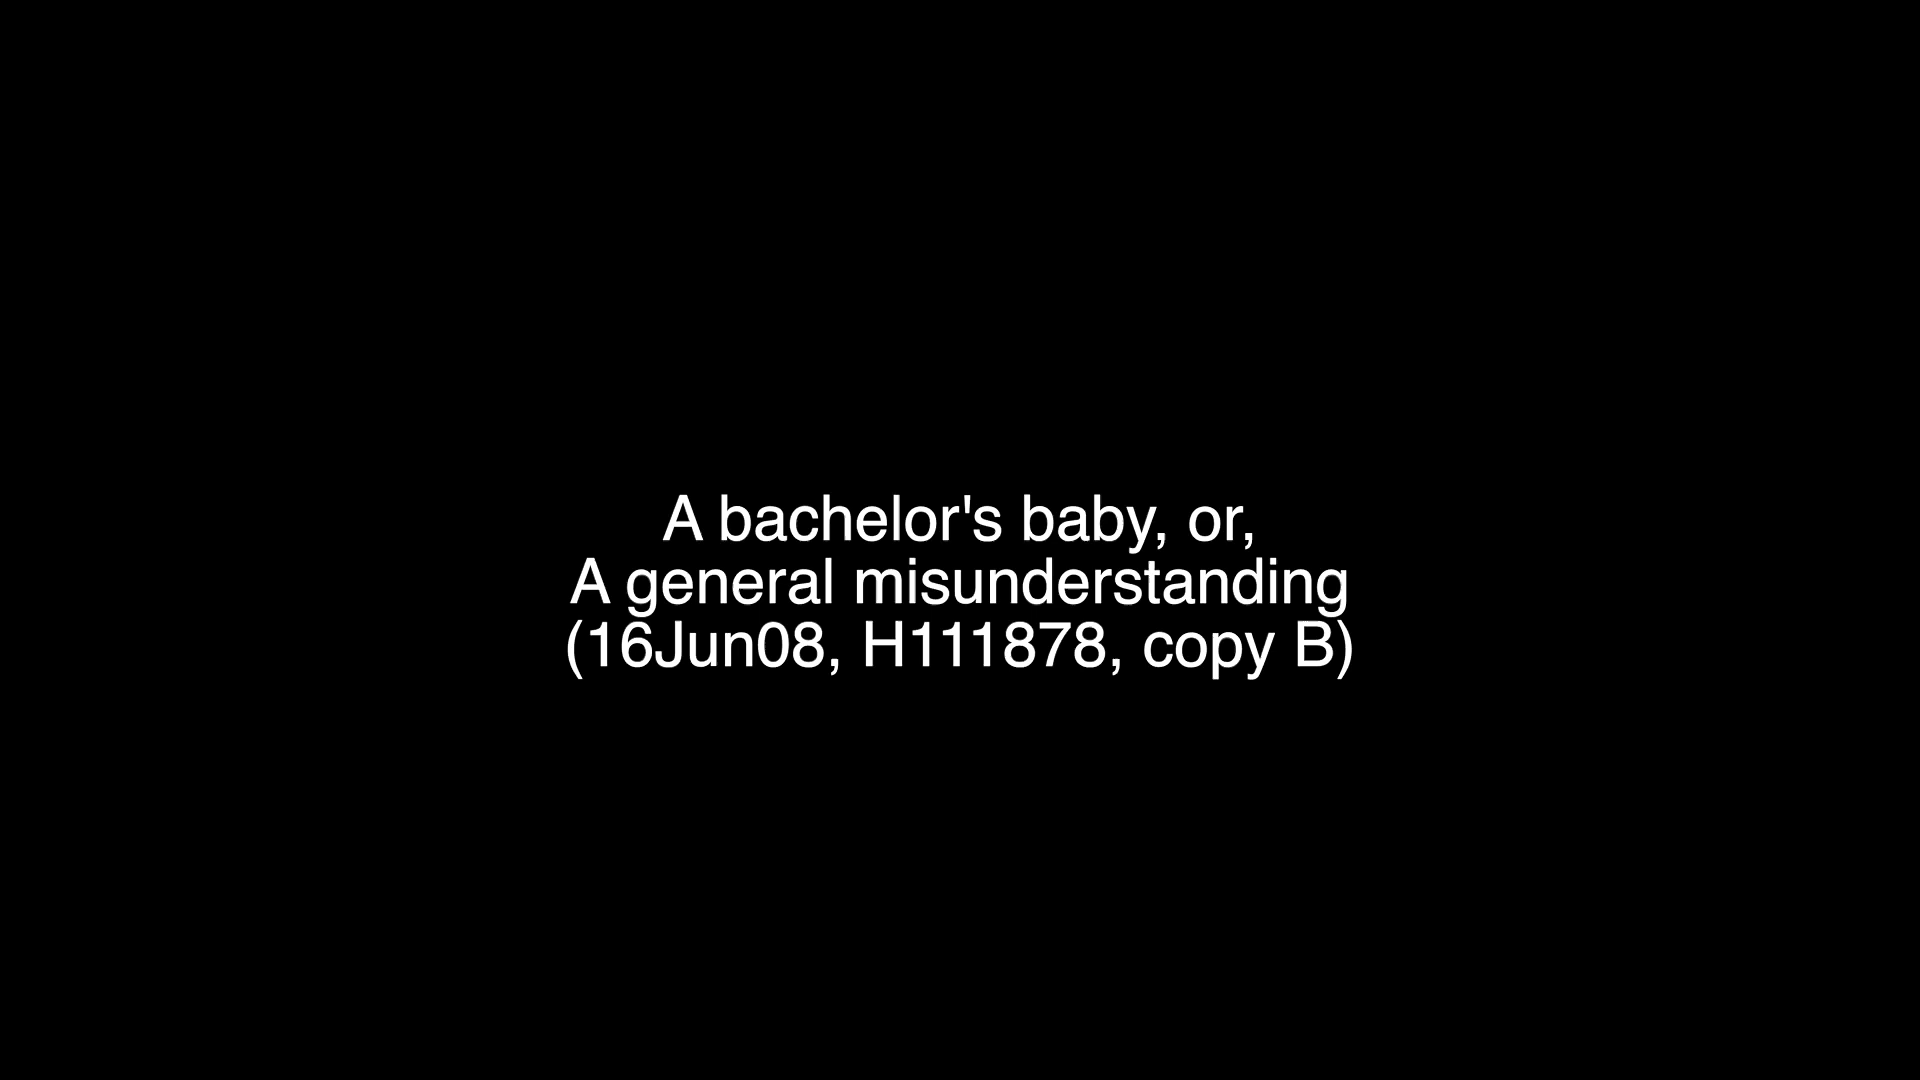 A bachelor's baby, or,
A general misunderstanding
(16Jun08, H111878, copy B)